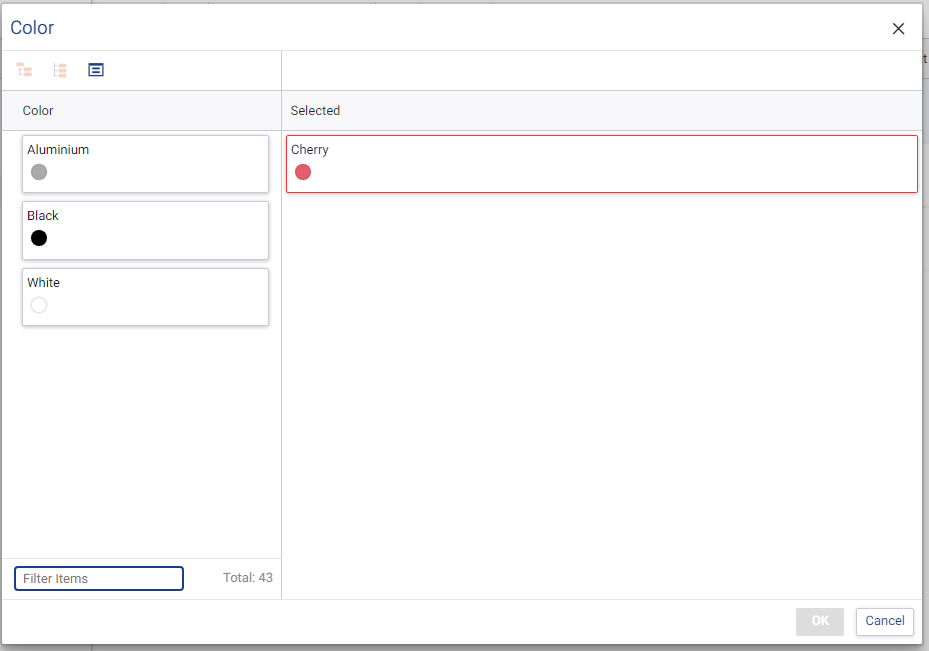 Color
Color
Selected
Aluminium
Cherry
Black
White
Filter Items
Total: 43
OK
Cancel